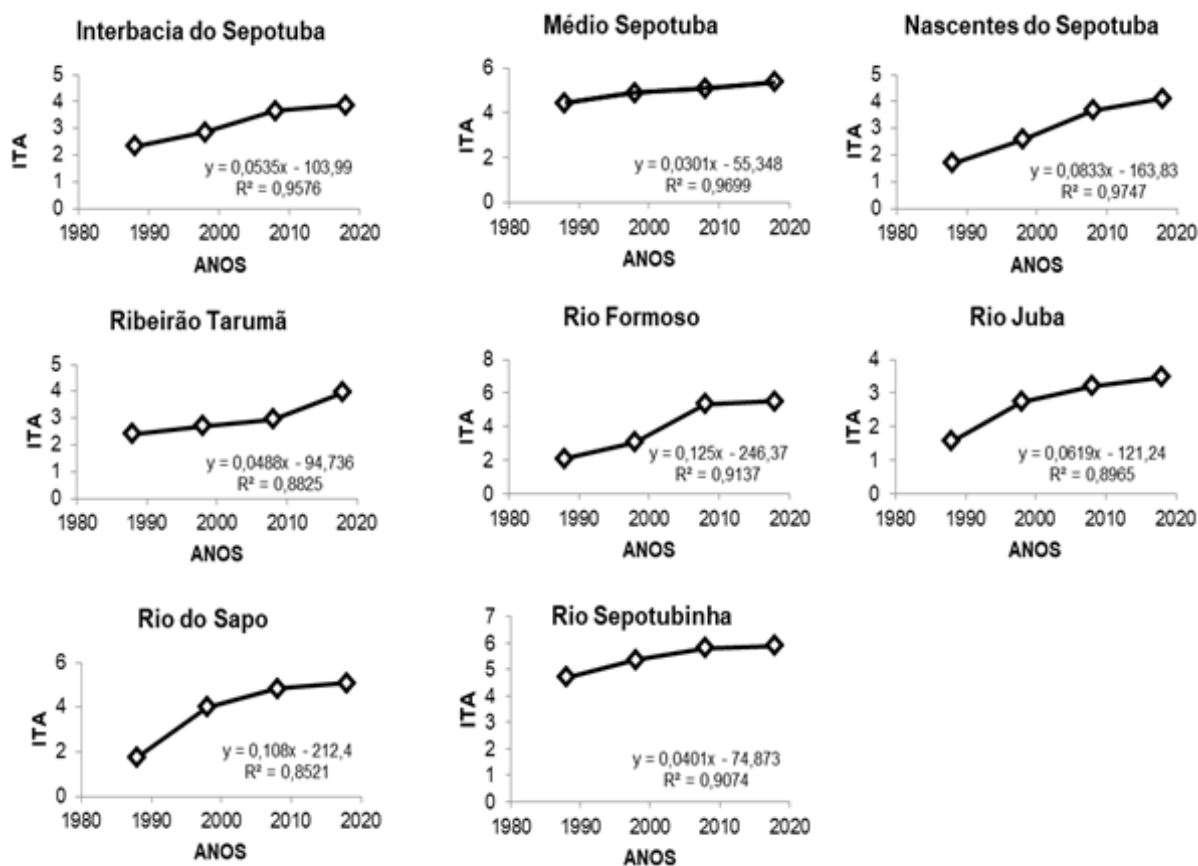 Interbacia do Sepotuba
5
4
3
2
1
0
ITA
y = 0,0535x - 103,99
R² = 0,9576
1980 1990 2000 2010 2020
ANOS
Médio Sepotuba
6
4
2
0
ITA
y = 0,0301x - 55,348
R² = 0,9699
1980 1990 2000 2010 2020
ANOS
Nascentes do Sepotuba
5
4
3
2
1
0
ITA
y = 0,0833x - 163,83
R² = 0,9747
1980 1990 2000 2010 2020
ANOS
Ribeirão Tarumã
5
4
3
2
1
0
ITA
y = 0,0488x - 94,736
R² = 0,8825
1980 1990 2000 2010 2020
ANOS
Rio Formoso
8
6
4
2
0
ITA
y = 0,125x - 246,37
R² = 0,9137
1980 1990 2000 2010 2020
ANOS
Rio Juba
4
3
2
1
0
ITA
y = 0,0619x - 121,24
R² = 0,8965
1980 1990 2000 2010 2020
ANOS
Rio do Sapo
6
4
2
0
ITA
y = 0,108x - 212,4
R² = 0,8521
1980 1990 2000 2010 2020
ANOS
Rio Sepotubinha
7
6
5
4
3
2
1
0
ITA
y = 0,0401x - 74,873
R² = 0,9074
1980 1990 2000 2010 2020
ANOS